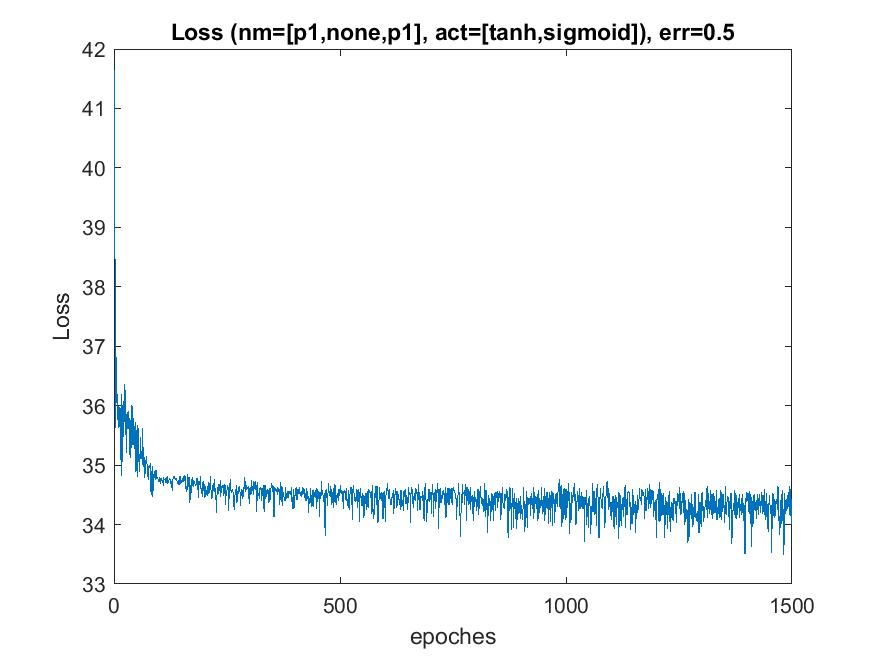 Loss (nm=[p1,none,p1], act=[tanh,sigmoid]), err=0.5
42
41
40
39
38
37
36
35
34
33
Loss
0 500 1000 1500
epoches